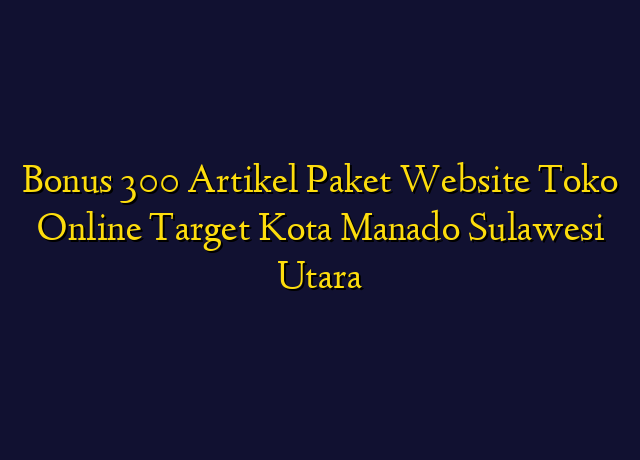 Bonus 300 Artikel Paket Website Toko
Online Target Kota Manado Sulawesi
Utara